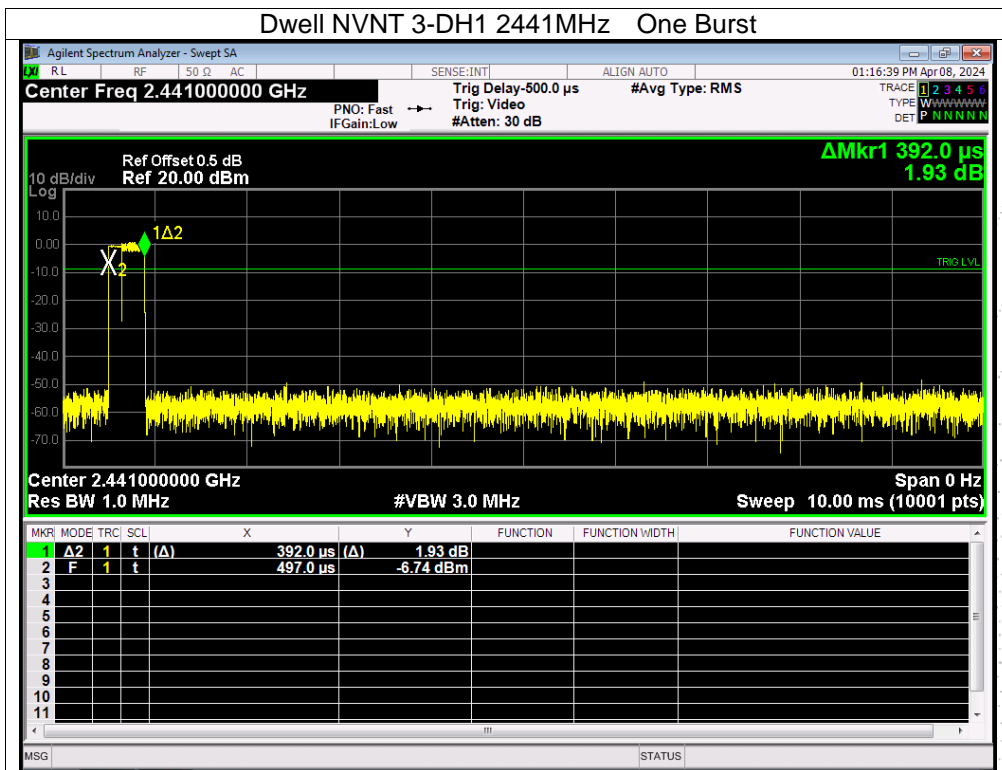 Dwell NVNT 3-DH1 2441MHz One Burst
Agilent Spectrum Analyzer - Swept SA
LXI RL RF 50 Ω AC SENSE:INT ALIGN AUTO 01:16:39 PM Apr 08, 2024
Center Freq 2.441000000 GHz Trig Delay-500.0 µs #Avg Type: RMS TRACE 1 2 3 4 5 6
PNO: Fast Trig: Video TYPE WWWWWW
IFGain:Low #Atten: 30 dB DET P N N N N N
ΔMkr1 392.0 µs
1.93 dB
Ref Offset 0.5 dB
10 dB/div Ref 20.00 dBm
Log
10.0
0.00
-10.0
-20.0
-30.0
-40.0
-50.0
-60.0
-70.0
1Δ2
X2
TRIG LVL
Center 2.441000000 GHz Span 0 Hz
Res BW 1.0 MHz #VBW 3.0 MHz Sweep 10.00 ms (10001 pts)
MKR MODE TRC SCL X Y FUNCTION FUNCTION WIDTH FUNCTION VALUE
1 Δ2 1 t (Δ) 392.0 µs (Δ) 1.93 dB
2 F 1 t 497.0 µs -6.74 dBm
3
4
5
6
7
8
9
10
11
MSG STATUS